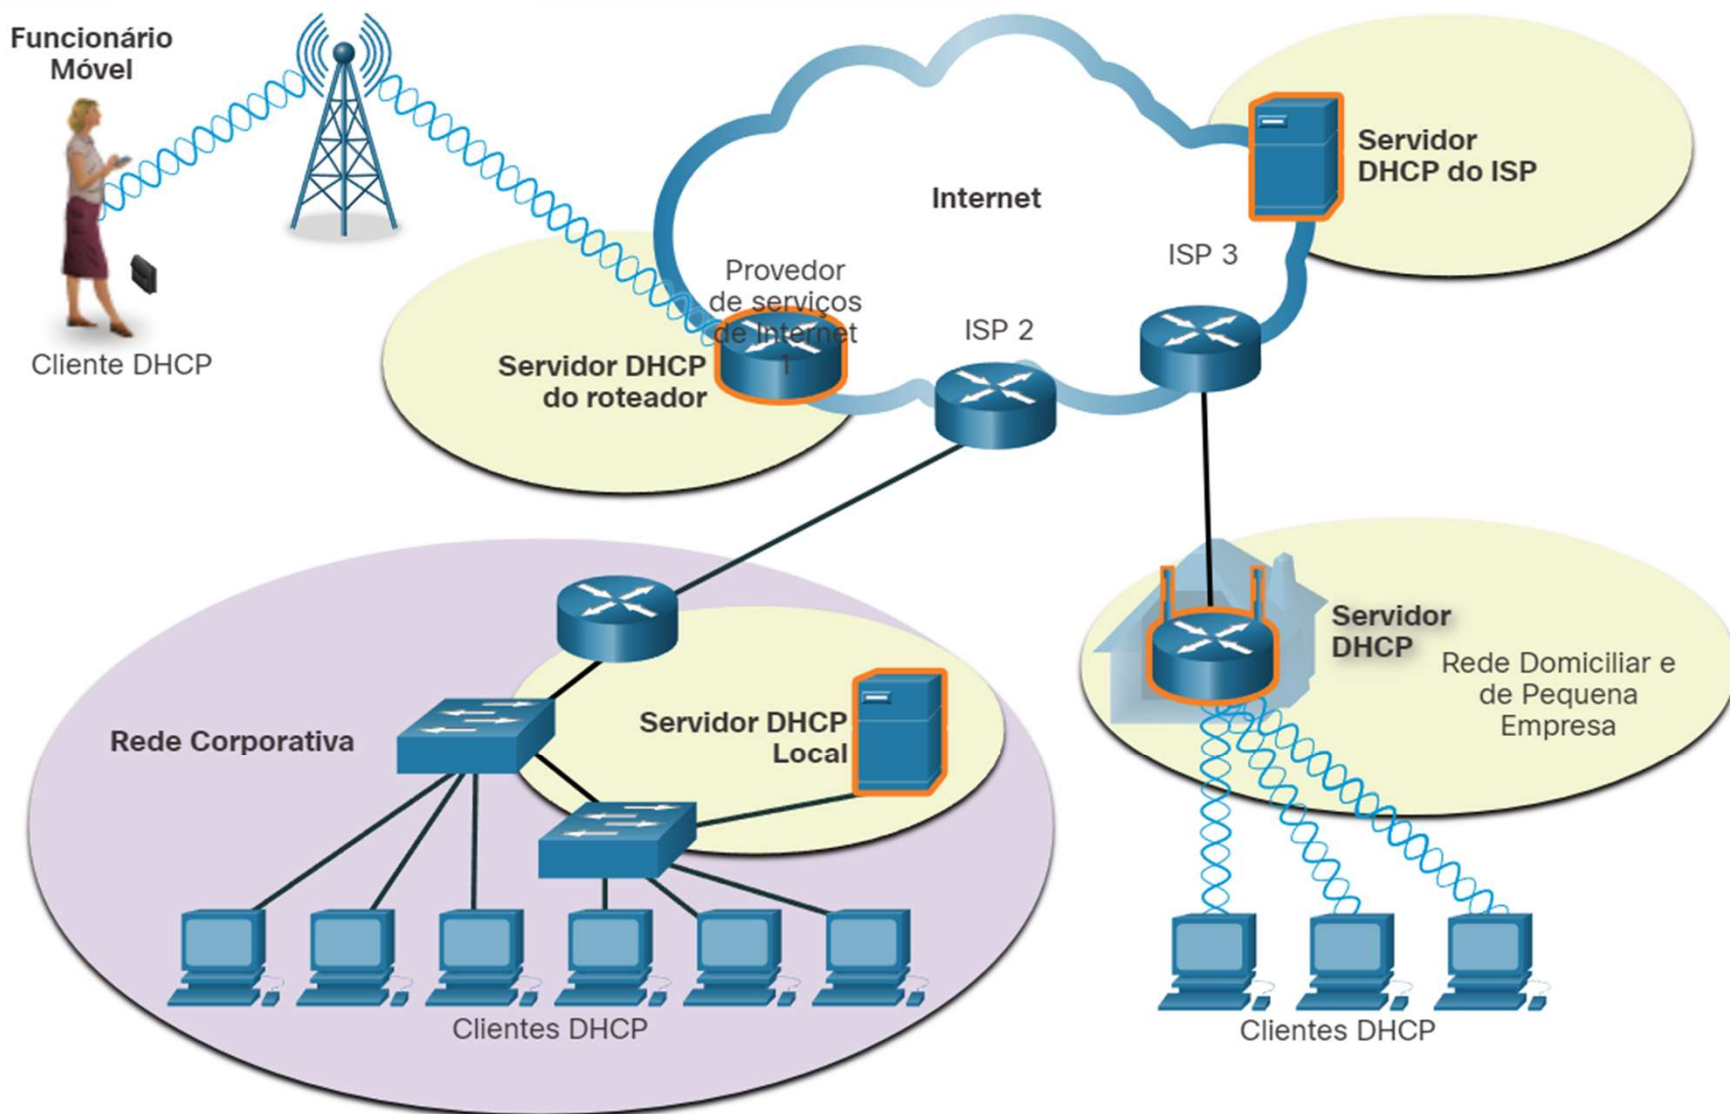 Funcionário
Móvel
Cliente DHCP
Internet
Servidor
DHCP do ISP
ISP 3
Provedor
de serviços
de Internet
1
ISP 2
Servidor DHCP
do roteador
Rede Corporativa
Servidor DHCP
Local
Clientes DHCP
Servidor
DHCP
Rede Domiciliar e
de Pequena
Empresa
Clientes DHCP